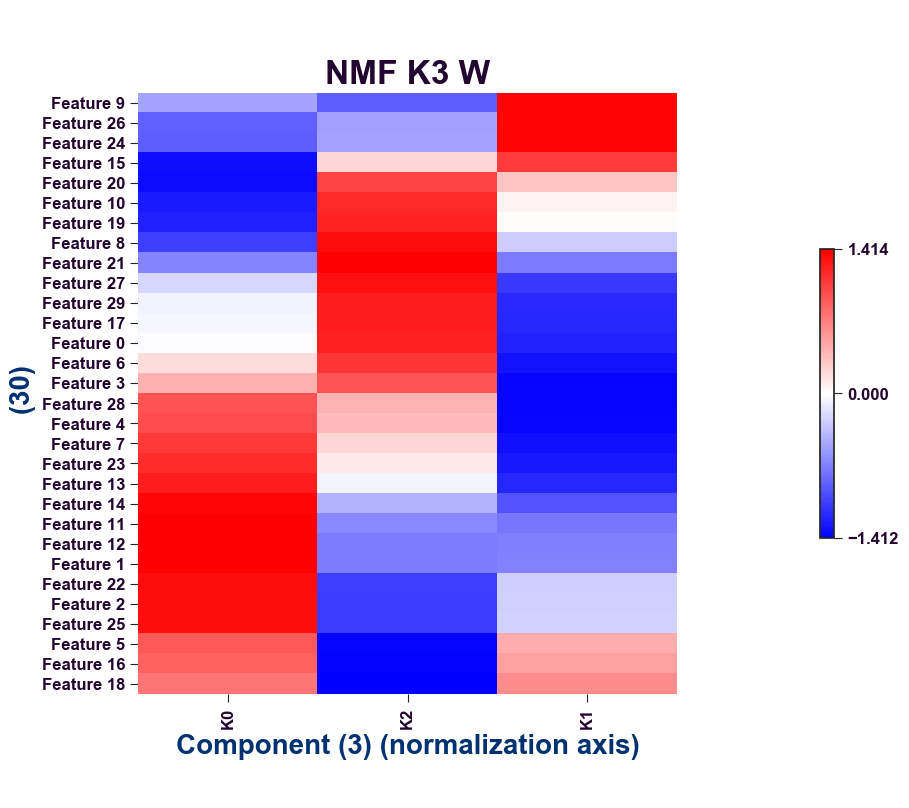 NMF K3 W
Feature 9
Feature 26
Feature 24
Feature 15
Feature 20
Feature 10
Feature 19
Feature 8
Feature 21
Feature 27
Feature 29
Feature 17
Feature 0
Feature 6
Feature 3
Feature 28
Feature 4
Feature 7
Feature 23
Feature 13
Feature 14
Feature 11
Feature 12
Feature 1
Feature 22
Feature 2
Feature 25
Feature 5
Feature 16
Feature 18
(30)
K0
K2
K1
Component (3) (normalization axis)
1.414
0.000
−1.412